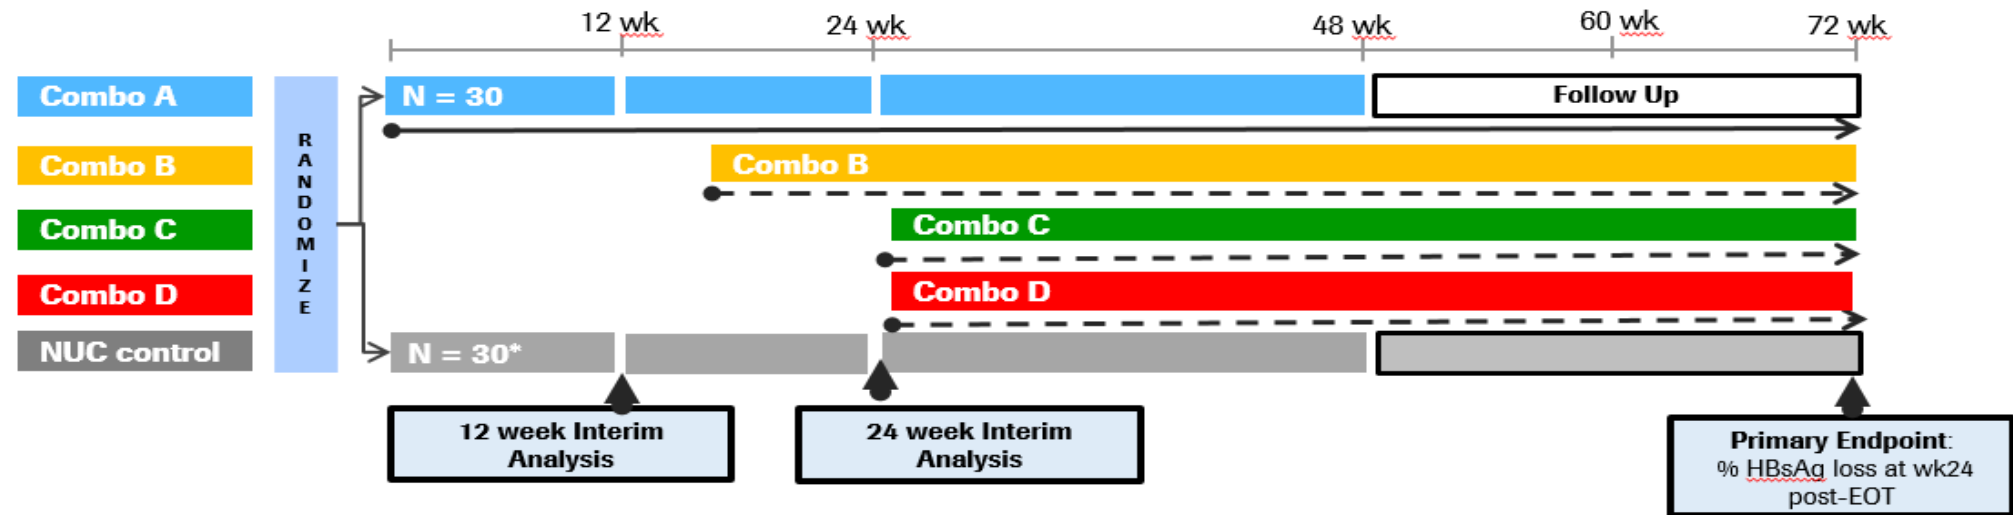 12 wk
24 wk
48 wk
60 wk
72 wk
Combo A
N = 30
Follow Up
Combo B
Combo B
Combo C
Combo C
Combo D
Combo D
NUC control
N = 30*
RANDOMIZE
12 week Interim
Analysis
24 week Interim
Analysis
Primary Endpoint:
% HBsAg loss at wk24
post-EOT